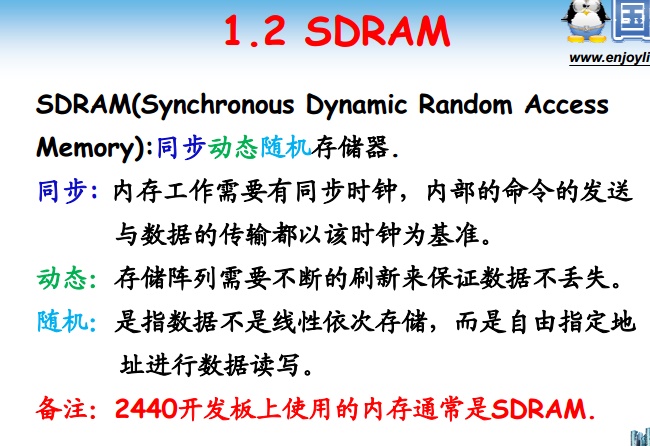 1.2 SDRAM
国
www.enjoyli
SDRAM(Synchronous Dynamic Random Access
Memory):同步动态随机存储器.
同步：内存工作需要有同步时钟，内部的命令的发送
与数据的传输都以该时钟为基准。
动态：存储阵列需要不断的刷新来保证数据不丢失。
随机：是指数据不是线性依次存储，而是自由指定地
址进行数据读写。
备注：2440开发板上使用的内存通常是SDRAM.